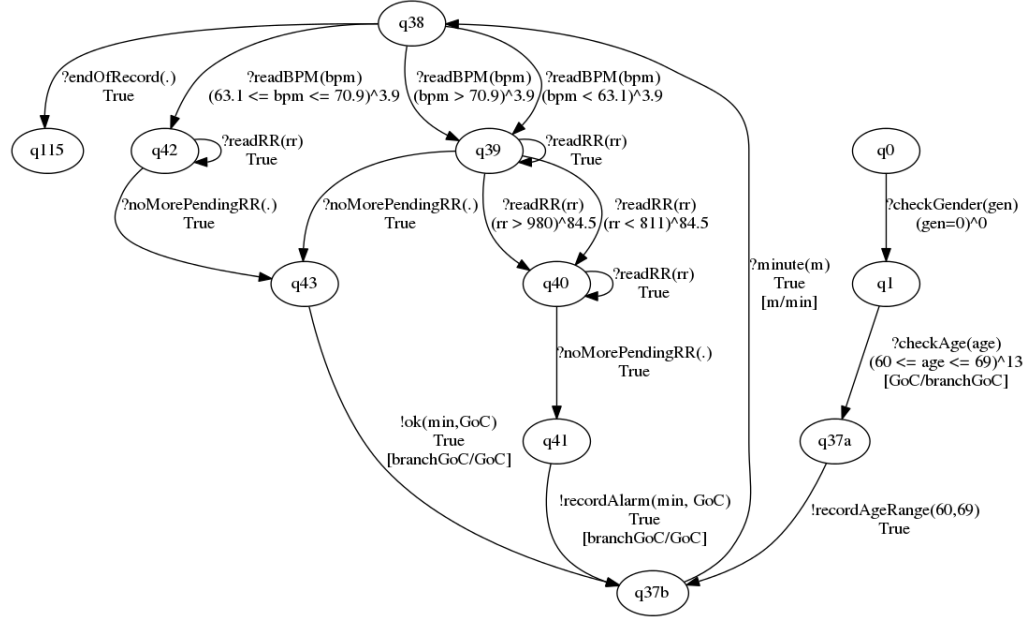 q38
?endOfRecord(.)
True
?readBPM(bpm)
(63.1 <= bpm <= 70.9)^3.9
?readBPM(bpm)
(bpm > 70.9)^3.9
?readBPM(bpm)
(bpm < 63.1)^3.9
q115
q42
?readRR(rr)
True
q39
?readRR(rr)
True
q0
?noMorePendingRR(.)
True
?noMorePendingRR(.)
True
?readRR(rr)
(rr > 980)^84.5
?readRR(rr)
(rr < 811)^84.5
?checkGender(gen)
(gen=0)^0
q43
q40
?readRR(rr)
True
?minute(m)
True
[m/min]
q1
?noMorePendingRR(.)
True
?checkAge(age)
(60 <= age <= 69)^13
[GoC/branchGoC]
!ok(min,GoC)
True
[branchGoC/GoC]
q41
q37a
!recordAlarm(min, GoC)
True
[branchGoC/GoC]
!recordAgeRange(60,69)
True
q37b